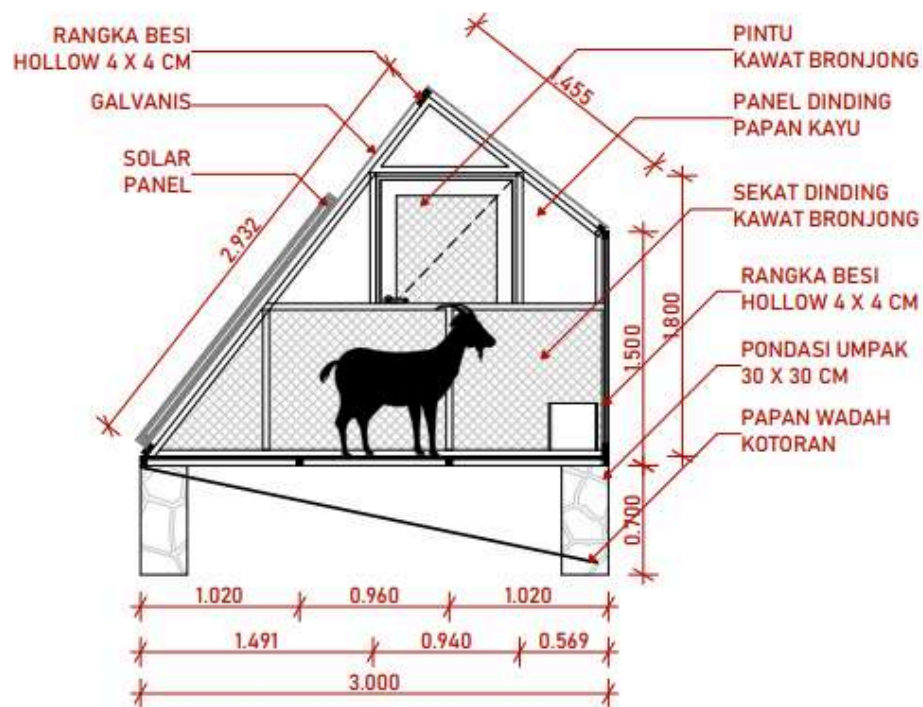 RANGKA BESI
HOLLOW 4 X 4 CM
GALVANIS
SOLAR
PANEL
2.932
1.455
PINTU
KAWAT BRONJONG
PANEL DINDING
PAPAN KAYU
SEKAT DINDING
KAWAT BRONJONG
RANGKA BESI
HOLLOW 4 X 4 CM
PONDASI UMPAK
30 X 30 CM
PAPAN WADAH
KOTORAN
1.500
1.800
0.700
1.020 0.960 1.020
1.491 0.940 0.569
3.000